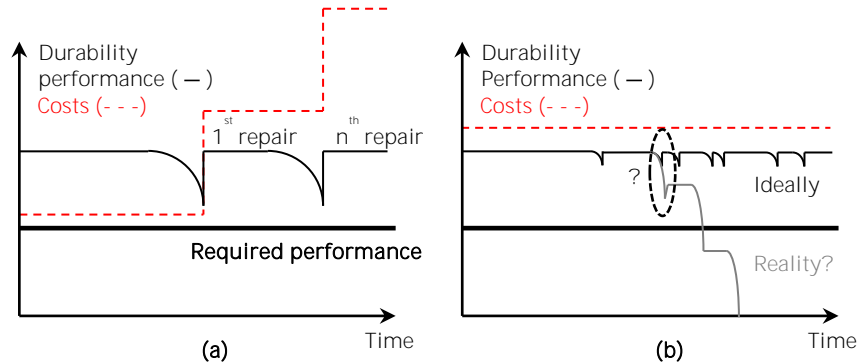 Durability
performance ( — )
Costs (- - -)
1st repair
nth repair
Required performance
Time
(a)
Durability
Performance ( — )
Costs (- - -)
?
Ideally
Reality?
Time
(b)